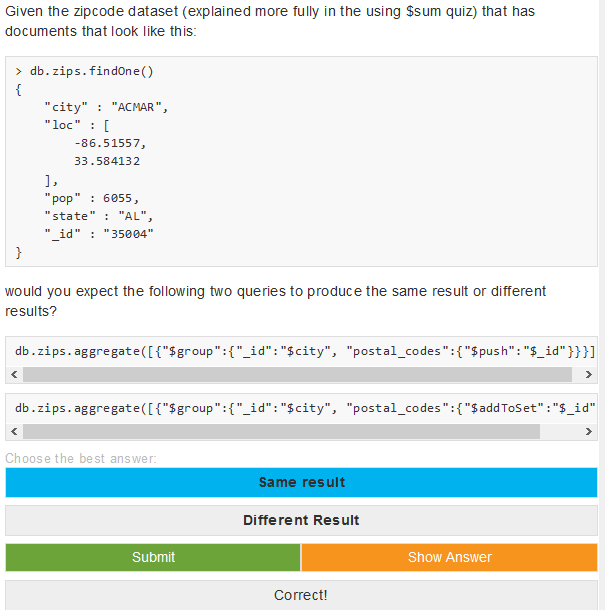 Given the zipcode dataset (explained more fully in the using $sum quiz) that has
documents that look like this:
> db.zips.findOne()
{
    "city" : "ACMAR",
    "loc" : [
        -86.51557,
        33.584132
    ],
    "pop" : 6055,
    "state" : "AL",
    "_id" : "35004"
}
would you expect the following two queries to produce the same result or different
results?
db.zips.aggregate([{"$group":{"_id":"$city", "postal_codes":{"$push":"$_id"}}}]
db.zips.aggregate([{"$group":{"_id":"$city", "postal_codes":{"$addToSet":"$_id"
Choose the best answer:
Same result
Different Result
Submit
Show Answer
Correct!